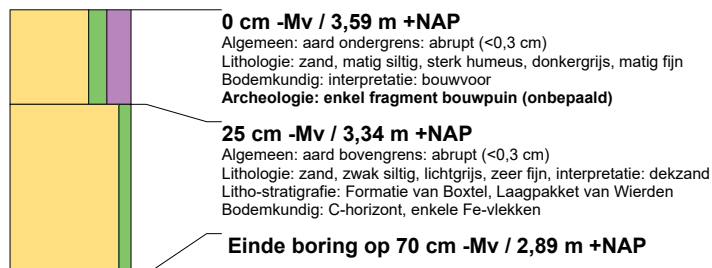 0 cm -Mv / 3,59 m +NAP
Algemeen: aard ondergrens: abrupt (<0,3 cm)
Lithologie: zand, matig siltig, sterk humeus, donkergrijs, matig fijn
Bodemkundig: interpretatie: bouwvoor
Archeologie: enkel fragment bouwpuin (onbepaald)
25 cm -Mv / 3,34 m +NAP
Algemeen: aard bovengrens: abrupt (<0,3 cm)
Lithologie: zand, zwak siltig, lichtgrijs, zeer fijn, interpretatie: dekzand
Litho-stratigrafie: Formatie van Boxtel, Laagpakket van Wierden
Bodemkundig: C-horizont, enkele Fe-vlekken
Einde boring op 70 cm -Mv / 2,89 m +NAP